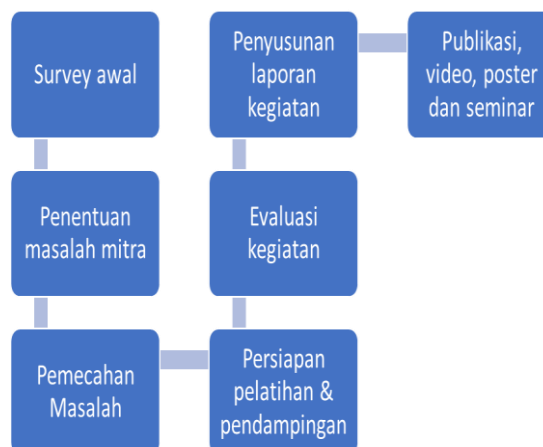 Survey awal
Penentuan
masalah mitra
Pemecahan
Masalah
Persiapan
pelatihan &
pendampingan
Evaluasi
kegiatan
Penyusunan
laporan
kegiatan
Publikasi,
video, poster
dan seminar